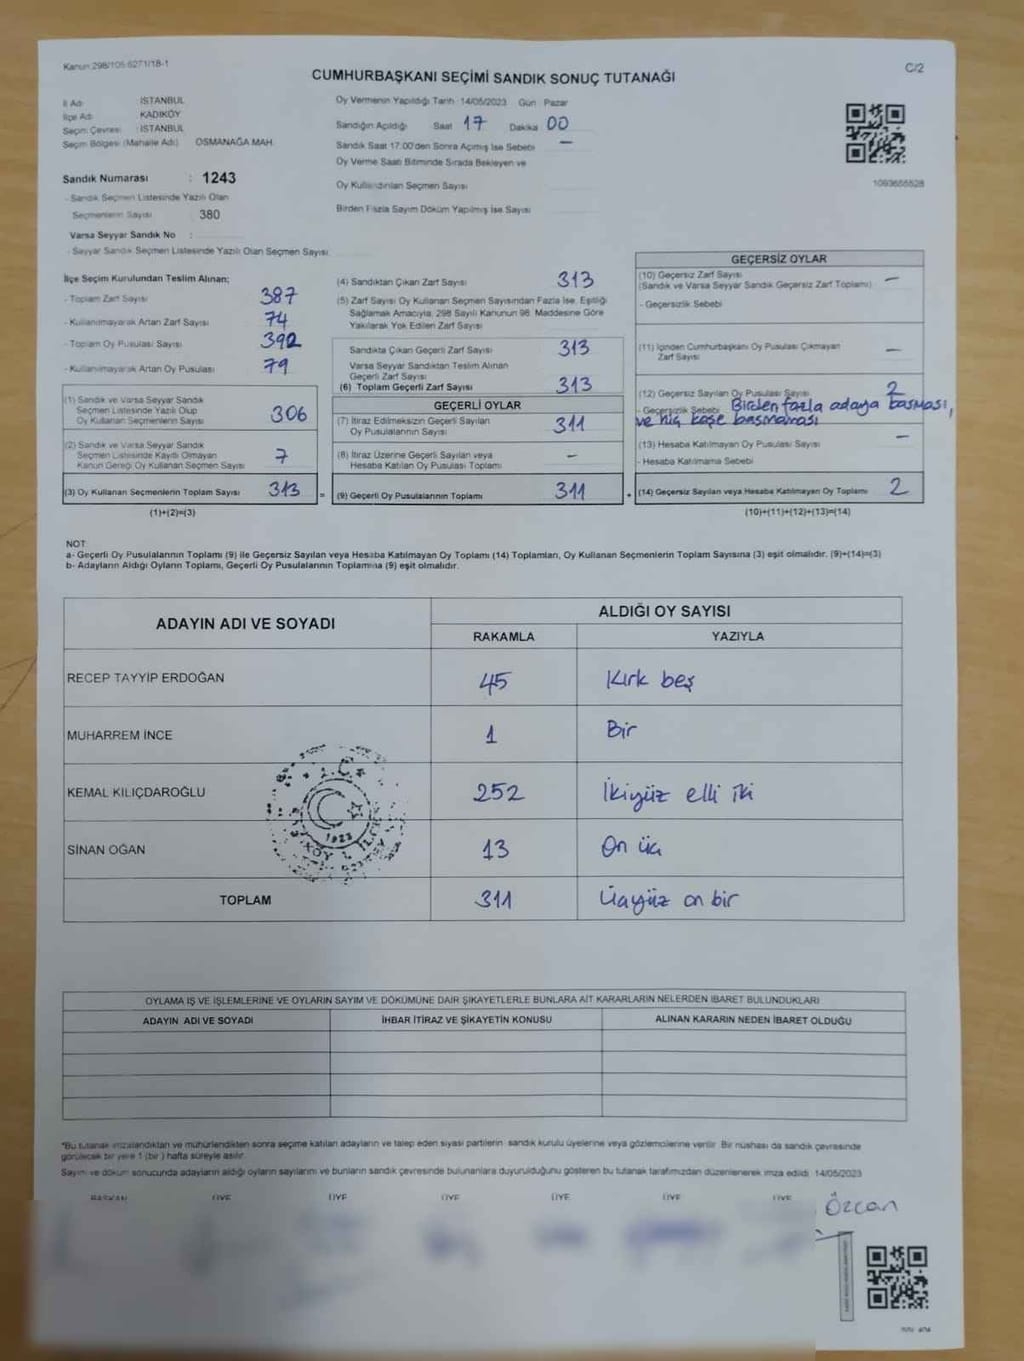 Kanun 298/105-6271/18-1
C/2
CUMHURBAŞKANI SEÇİMİ SANDIK SONUÇ TUTANAĞI
İl Adı : İSTANBUL
İlçe Adı : KADIKÖY
Seçim Çevresi : İSTANBUL
Seçim Bölgesi (Mahalle Adı) : OSMANAĞA MAH.
Sandık Numarası : 1243
- Sandık Seçmen Listesinde Yazılı Olan
Seçmenlerin Sayısı 380
Varsa Seyyar Sandık No :
- Seyyar Sandık Seçmen Listesinde Yazılı Olan Seçmen Sayısı:
Oy Vermenin Yapıldığı Tarih : 14/05/2023 Gün : Pazar
Sandığın Açıldığı Saat 17 Dakika 00
Sandık Saat 17:00'den Sonra Açılmış İse Sebebi —
Oy Verme Saati Bitiminde Sırada Bekleyen ve
Oy Kullandırılan Seçmen Sayısı
Birden Fazla Sayım Döküm Yapılmış İse Sayısı
1093655528
İlçe Seçim Kurulundan Teslim Alınan;
- Toplam Zarf Sayısı 387
- Kullanılmayarak Artan Zarf Sayısı 74
- Toplam Oy Pusulası Sayısı 392
- Kullanılmayarak Artan Oy Pusulası 79
(1) Sandık ve Varsa Seyyar Sandık
Seçmen Listesinde Yazılı Olup
Oy Kullanan Seçmenlerin Sayısı 306
(2) Sandık ve Varsa Seyyar Sandık
Seçmen Listesinde Kayıtlı Olmayan
Kanun Gereği Oy Kullanan Seçmen Sayısı 7
(3) Oy Kullanan Seçmenlerin Toplam Sayısı 313 =
(1)+(2)=(3)
(4) Sandıktan Çıkan Zarf Sayısı 313
(5) Zarf Sayısı Oy Kullanan Seçmen Sayısından Fazla İse, Eşitliği
Sağlamak Amacıyla, 298 Sayılı Kanunun 98. Maddesine Göre
Yakılarak Yok Edilen Zarf Sayısı
Sandıkta Çıkan Geçerli Zarf Sayısı 313
Varsa Seyyar Sandıktan Teslim Alınan
Geçerli Zarf Sayısı
(6) Toplam Geçerli Zarf Sayısı 313
GEÇERLİ OYLAR
(7) İtiraz Edilmeksizin Geçerli Sayılan
Oy Pusulalarının Sayısı 311
(8) İtiraz Üzerine Geçerli Sayılan veya
Hesaba Katılan Oy Pusulası Toplamı —
(9) Geçerli Oy Pusulalarının Toplamı 311 +
GEÇERSİZ OYLAR
(10) Geçersiz Zarf Sayısı
(Sandık ve Varsa Seyyar Sandık Geçersiz Zarf Toplamı) —
- Geçersizlik Sebebi
(11) İçinden Cumhurbaşkanı Oy Pusulası Çıkmayan
Zarf Sayısı —
(12) Geçersiz Sayılan Oy Pusulası Sayısı 2
- Geçersizlik Sebebi Birden fazla adaya basması,
ve hiç kaşe basmaması
(13) Hesaba Katılmayan Oy Pusulası Sayısı —
- Hesaba Katılmama Sebebi
(14) Geçersiz Sayılan veya Hesaba Katılmayan Oy Toplamı 2
(10)+(11)+(12)+(13)=(14)
NOT:
a- Geçerli Oy Pusulalarının Toplamı (9) ile Geçersiz Sayılan veya Hesaba Katılmayan Oy Toplamı (14) Toplamları, Oy Kullanan Seçmenlerin Toplam Sayısına (3) eşit olmalıdır. (9)+(14)=(3)
b- Adayların Aldığı Oyların Toplamı, Geçerli Oy Pusulalarının Toplamına (9) eşit olmalıdır.
ADAYIN ADI VE SOYADI
ALDIĞI OY SAYISI
RAKAMLA YAZIYLA
RECEP TAYYİP ERDOĞAN 45 Kırk beş
MUHARREM İNCE 1 Bir
KEMAL KILIÇDAROĞLU 252 İkiyüz elli iki
SİNAN OĞAN 13 On üç
TOPLAM 311 Üçyüz on bir
1923
OYLAMA İŞ VE İŞLEMLERİNE VE OYLARIN SAYIM VE DÖKÜMÜNE DAİR ŞİKAYETLERLE BUNLARA AİT KARARLARIN NELERDEN İBARET BULUNDUKLARI
ADAYIN ADI VE SOYADI İHBAR İTİRAZ VE ŞİKAYETİN KONUSU ALINAN KARARIN NEDEN İBARET OLDUĞU
*Bu tutanak imzalandıktan ve mühürlendikten sonra seçime katılan adayların ve talep eden siyasi partilerin sandık kurulu üyelerine veya gözlemcilerine verilir. Bir nüshası da sandık çevresinde
görülecek bir yere 1 (bir) hafta süreyle asılır.
Sayım ve döküm sonucunda adayların aldığı oyların sayılarını ve bunların sandık çevresinde bulunanlara duyurulduğunu gösteren bu tutanak tarafımızdan düzenlenerek imza edildi. 14/05/2023
BAŞKAN ÜYE ÜYE ÜYE ÜYE ÜYE ÜYE
Özcan